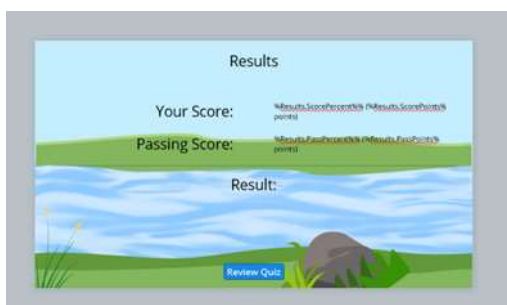 Results
Your Score:
%Results.ScorePercent%% (%Results.ScorePoints%
points)
Passing Score:
%Results.PassPercent%% (%Results.PassPoints%
points)
Result:
Review Quiz